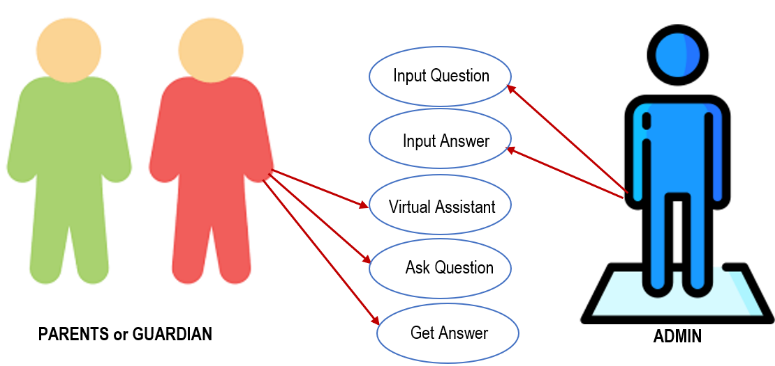 Input Question
Input Answer
Virtual Assistant
Ask Question
Get Answer
PARENTS or GUARDIAN
ADMIN